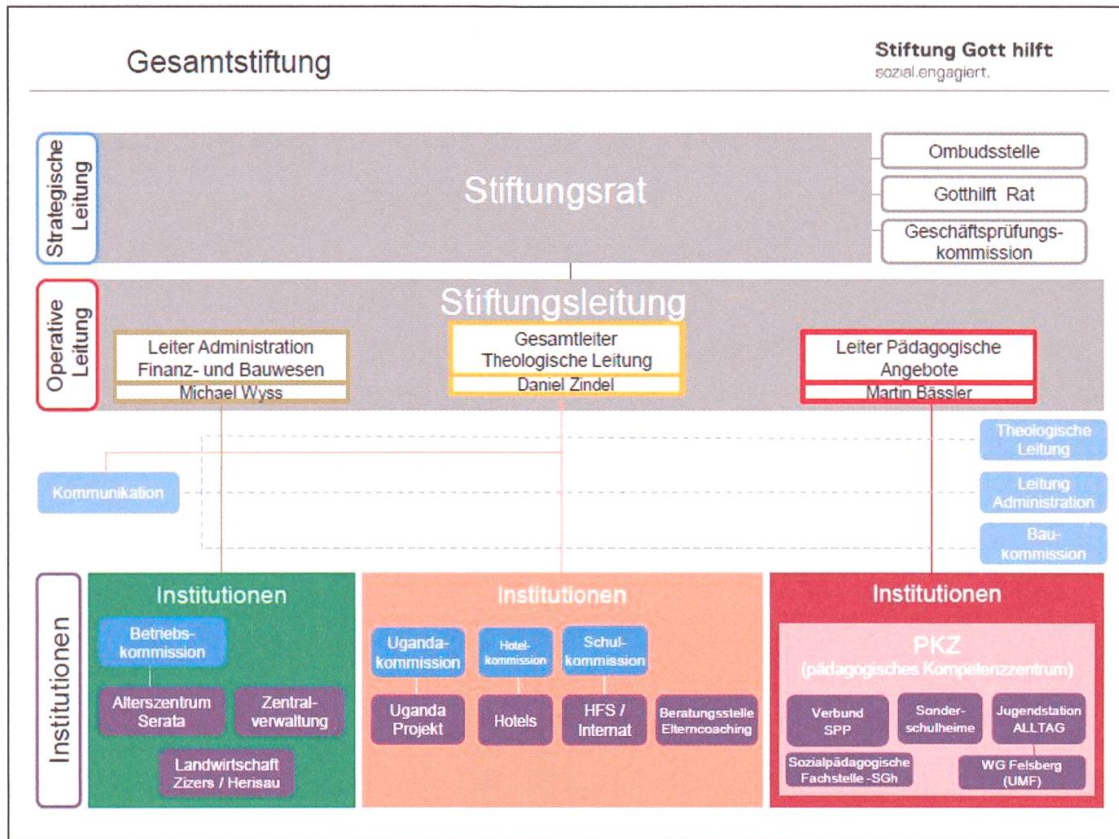 Gesamtstiftung
Stiftung Gott hilft
sozial.engagiert.
Strategische
Leitung
Stiftungsrat
Ombudsstelle
Gotthilft Rat
Geschäftsprüfungs-
kommission
Operative
Leitung
Stiftungsleitung
Leiter Administration
Finanz- und Bauwesen
Michael Wyss
Gesamtleiter
Theologische Leitung
Daniel Zindel
Leiter Pädagogische
Angebote
Martin Bässler
Kommunikation
Theologische
Leitung
Leitung
Administration
Bau-
kommission
Institutionen
Institutionen
Betriebs-
kommission
Alterszentrum
Serata
Zentral-
verwaltung
Landwirtschaft
Zizers / Herisau
Institutionen
Uganda-
kommission
Hotel-
kommission
Schul-
kommission
Uganda
Projekt
Hotels
HFS /
Internat
Beratungsstelle
Elterncoaching
Institutionen
PKZ
(pädagogisches Kompetenzzentrum)
Verbund
SPP
Sonder-
schulheime
Jugendstation
ALLTAG
Sozialpädagogische
Fachstelle -SGh
WG Felsberg
(UMF)